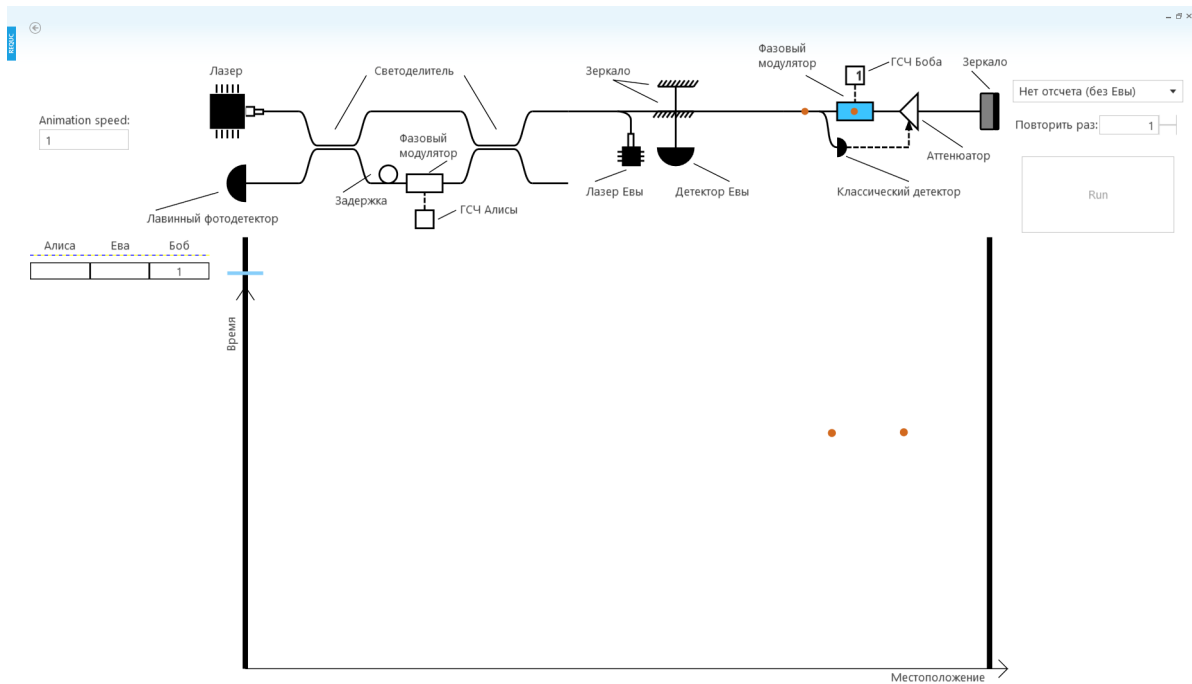 REQUC
Лазер
Светоделитель
Зеркало
Фазовый
модулятор
ГСЧ Боба
Зеркало
1
Нет отсчета (без Евы)
Повторить раз: 1
Animation speed:
1
Фазовый
модулятор
Аттенюатор
Задержка
Лазер Евы
Детектор Евы
Классический детектор
ГСЧ Алисы
Лавинный фотодетектор
Run
Алиса Ева Боб
1
Время
Местоположение